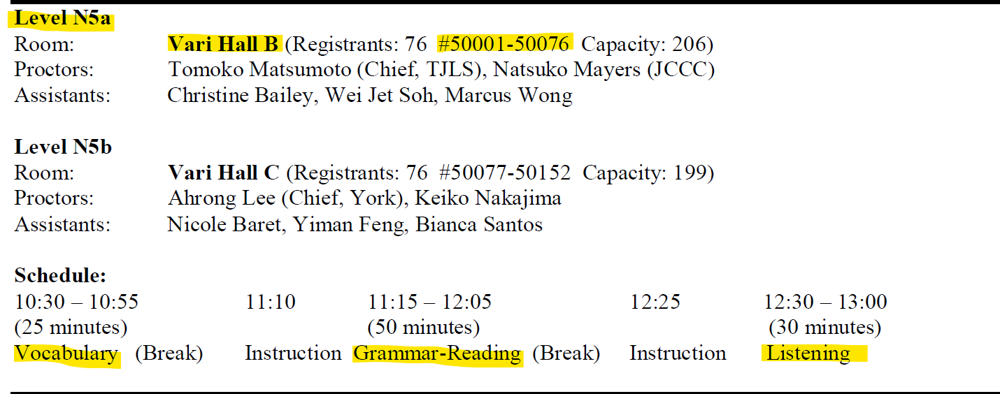 Level N5a
Room: Vari Hall B (Registrants: 76 #50001-50076 Capacity: 206)
Proctors: Tomoko Matsumoto (Chief, TJLS), Natsuko Mayers (JCCC)
Assistants: Christine Bailey, Wei Jet Soh, Marcus Wong
Level N5b
Room: Vari Hall C (Registrants: 76 #50077-50152 Capacity: 199)
Proctors: Ahrong Lee (Chief, York), Keiko Nakajima
Assistants: Nicole Baret, Yiman Feng, Bianca Santos
Schedule:
10:30 – 10:55 11:10 11:15 – 12:05 12:25 12:30 – 13:00
(25 minutes) (50 minutes) (30 minutes)
Vocabulary (Break) Instruction Grammar-Reading (Break) Instruction Listening